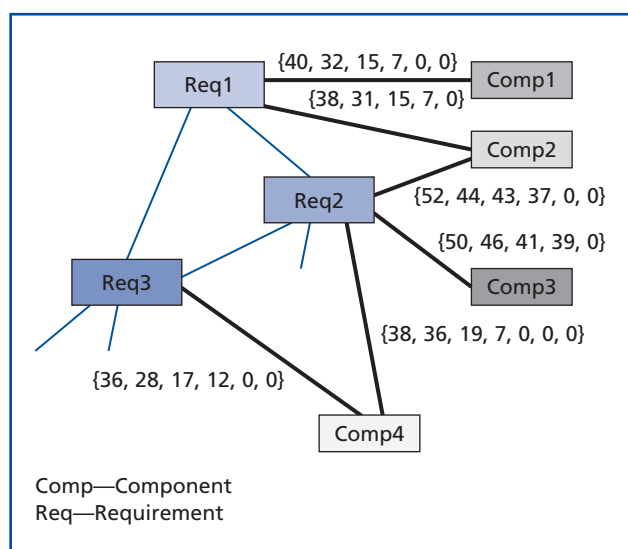 {40, 32, 15, 7, 0, 0}
Req1
Comp1
{38, 31, 15, 7, 0}
Comp2
Req2
{52, 44, 43, 37, 0, 0}
{50, 46, 41, 39, 0}
Req3
Comp3
{38, 36, 19, 7, 0, 0, 0}
{36, 28, 17, 12, 0, 0}
Comp4
Comp—Component
Req—Requirement